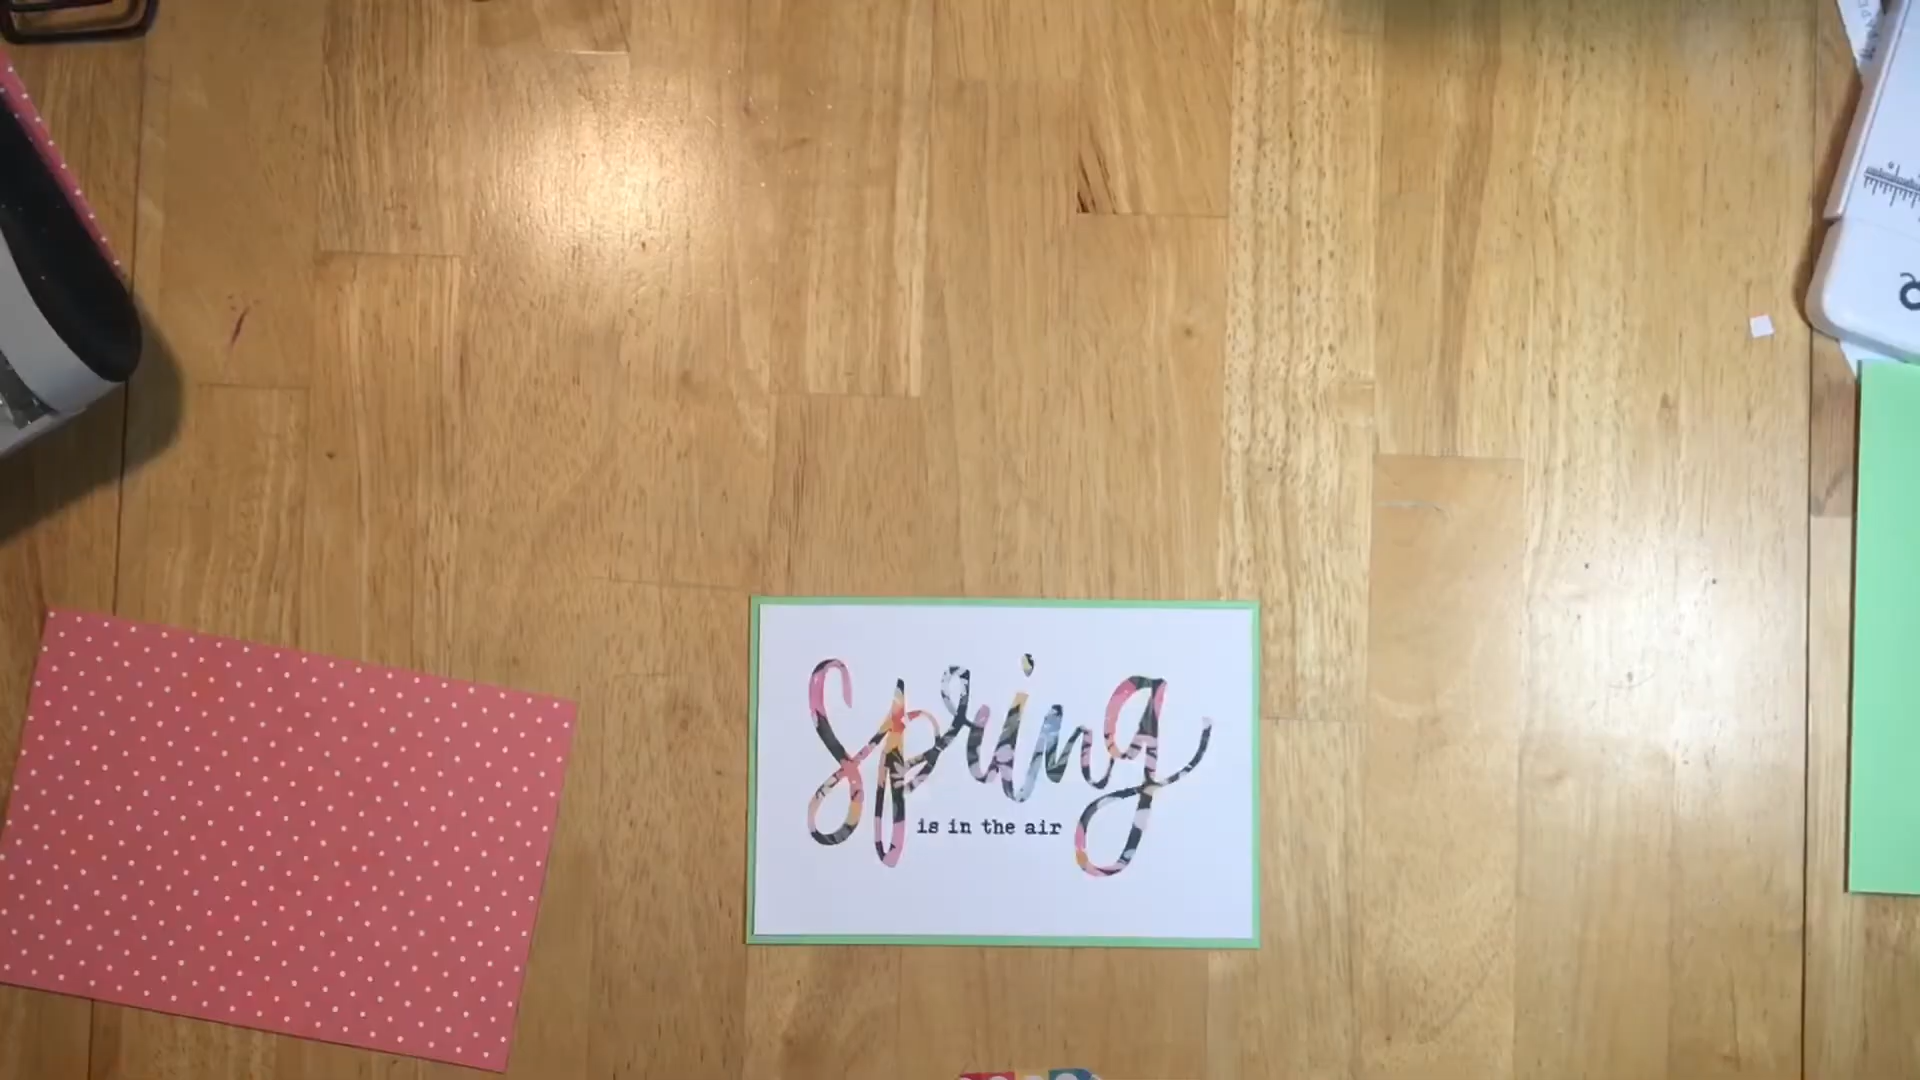 spring
is in the air